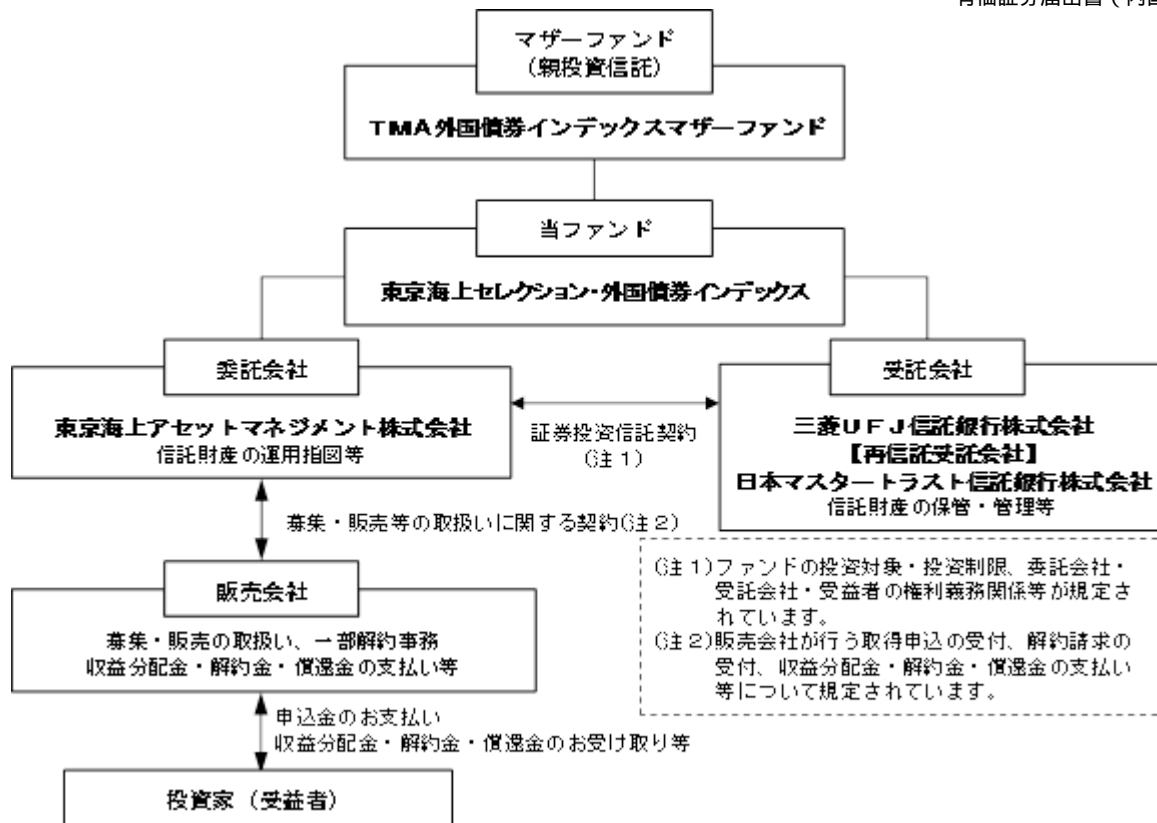 マザーファンド
(親投資信託)
TMA外国債券インデックスマザーファンド
当ファンド
東京海上セレクション・外国債券インデックス
委託会社
東京海上アセットマネジメント株式会社
信託財産の運用指図等
証券投資信託契約
(注1)
受託会社
三菱UFJ信託銀行株式会社
【再信託受託会社】
日本マスタートラスト信託銀行株式会社
信託財産の保管・管理等
募集・販売等の取扱いに関する契約(注2)
販売会社
募集・販売の取扱い、一部解約事務
収益分配金・解約金・償還金の支払い等
(注1)ファンドの投資対象・投資制限、委託会社・
受託会社・受益者の権利義務関係等が規定さ
れています。
(注2)販売会社が行う取得申込の受付、解約請求の
受付、収益分配金・解約金・償還金の支払い
等について規定されています。
申込金のお支払い
収益分配金・解約金・償還金のお受け取り等
投資家(受益者)